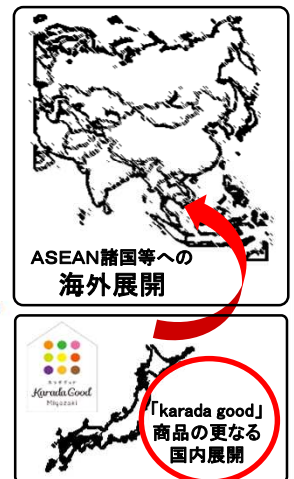 ASEAN諸国等への
海外展開
カラダグッド
Karada Good
Miyazaki
「karada good」
商品の更なる
国内展開